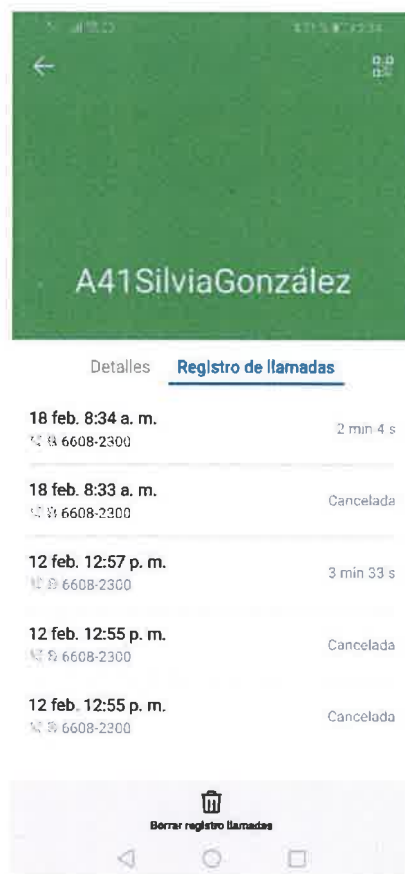 A41SilviaGonzález
Detalles Registro de llamadas
18 feb. 8:34 a. m.
6608-2300
2 min 4 s
18 feb. 8:33 a. m.
6608-2300
Cancelada
12 feb. 12:57 p. m.
6608-2300
3 min 33 s
12 feb. 12:55 p. m.
6608-2300
Cancelada
12 feb. 12:55 p. m.
6608-2300
Cancelada
Borrar registro llamadas